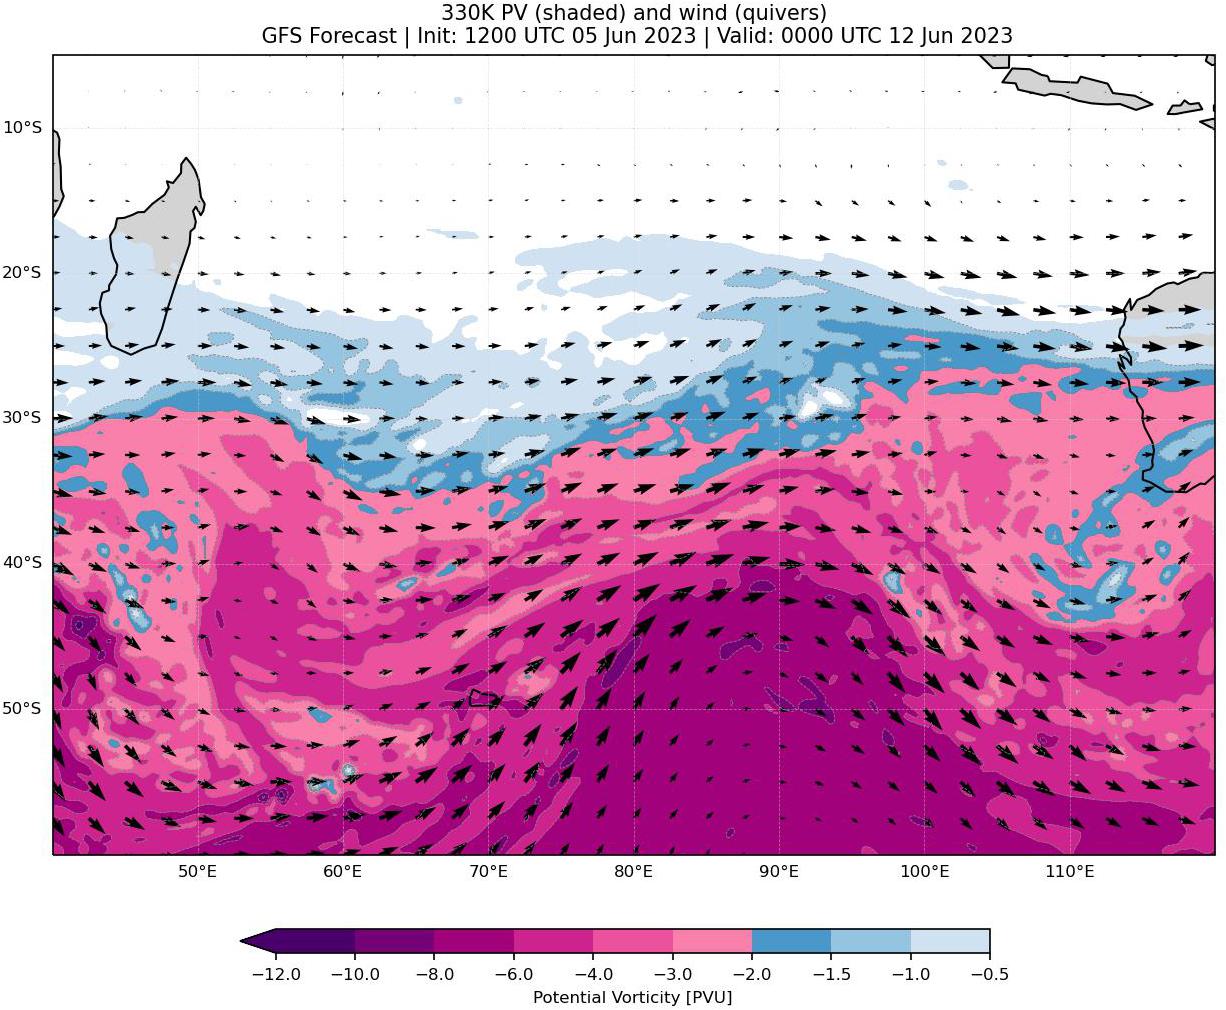 330K PV (shaded) and wind (quivers)
GFS Forecast | Init: 1200 UTC 05 Jun 2023 | Valid: 0000 UTC 12 Jun 2023
10°S
20°S
30°S
40°S
50°S
50°E 60°E 70°E 80°E 90°E 100°E 110°E
−12.0 −10.0 −8.0 −6.0 −4.0 −3.0 −2.0 −1.5 −1.0 −0.5
Potential Vorticity [PVU]